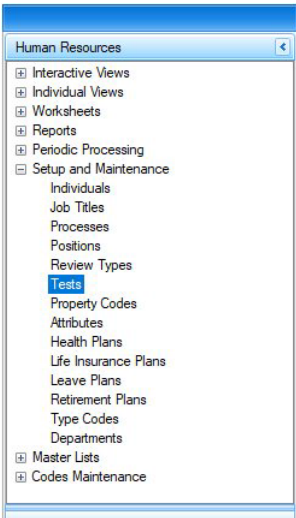 Human Resources
Interactive Views
Individual Views
Worksheets
Reports
Periodic Processing
Setup and Maintenance
Individuals
Job Titles
Processes
Positions
Review Types
Tests
Property Codes
Attributes
Health Plans
Life Insurance Plans
Leave Plans
Retirement Plans
Type Codes
Departments
Master Lists
Codes Maintenance